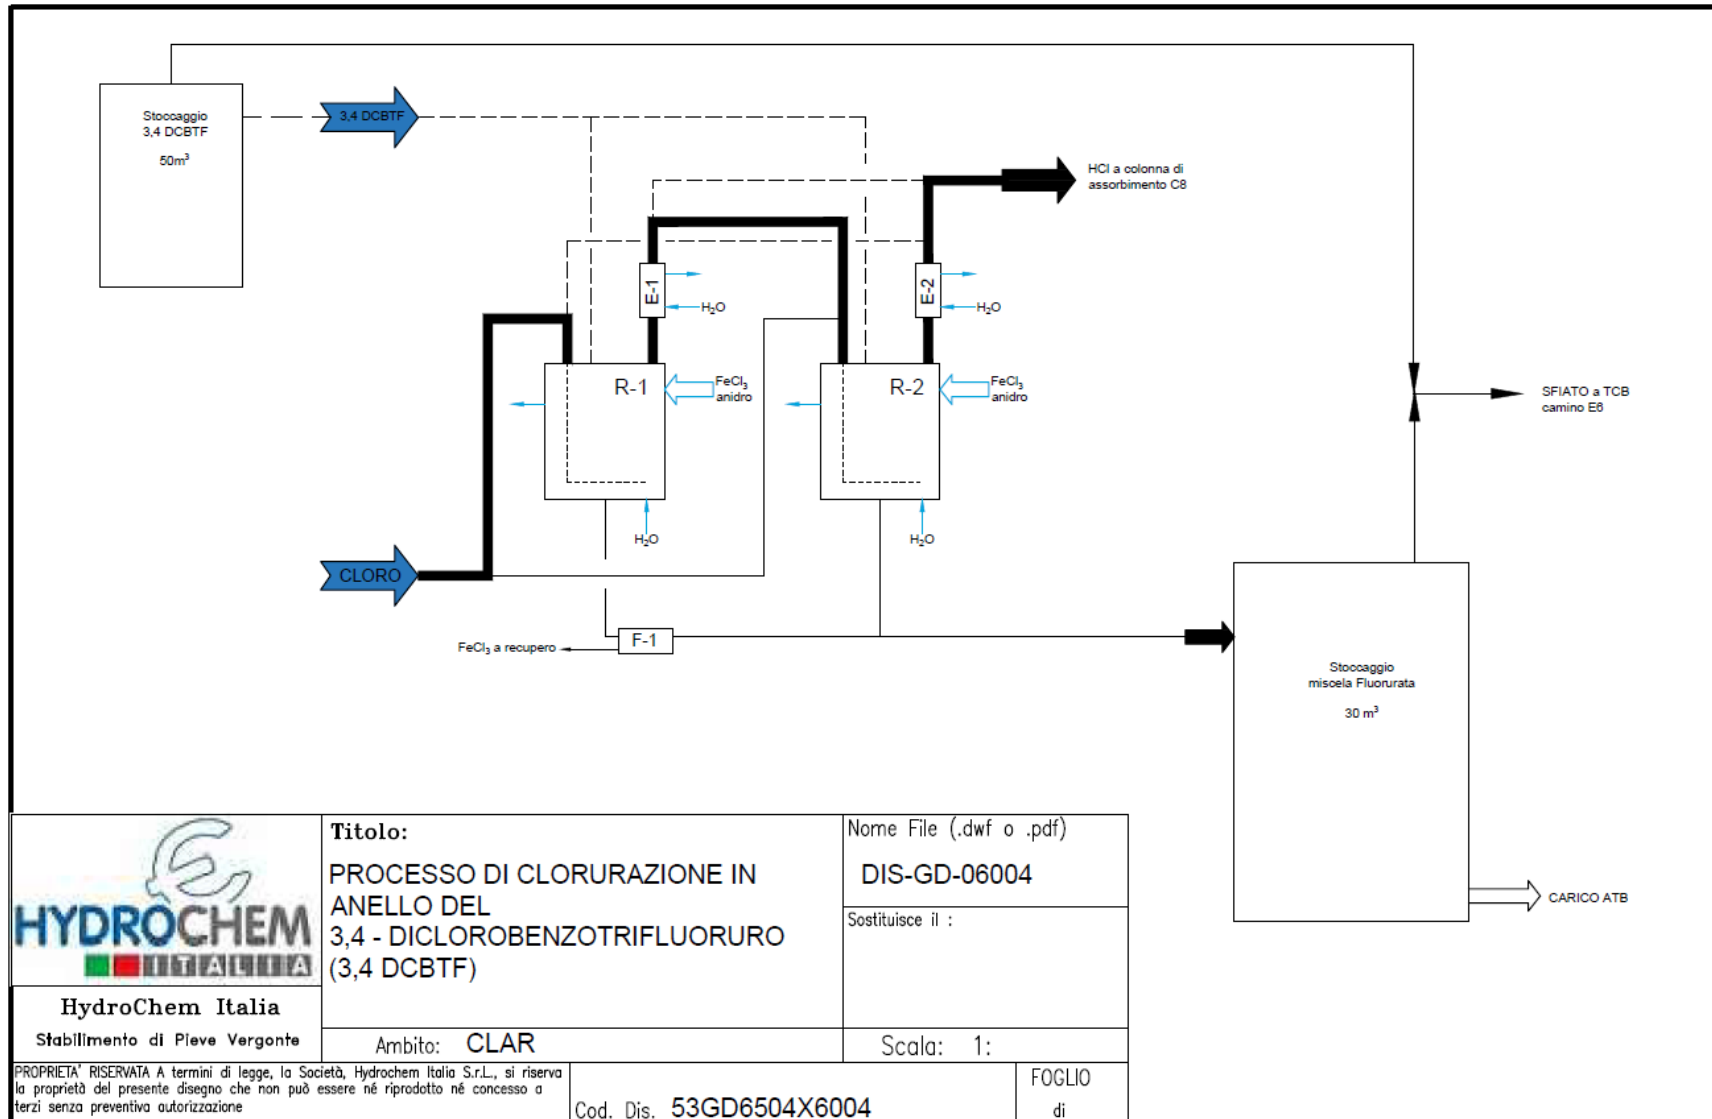 Stoccaggio
3,4 DCBTF
50m³
3,4 DCBTF
HCl a colonna di
assorbimento C8
E-1
H₂O
E-2
H₂O
R-1
FeCl₃
anidro
R-2
FeCl₃
anidro
SFIATO a TCB
camino E6
H₂O
H₂O
CLORO
FeCl₃ a recupero
F-1
Stoccaggio
miscela Fluorurata
30 m³
CARICO ATB
HYDROCHEM
ITALIA
HydroChem Italia
Stabilimento di Pieve Vergonte
Titolo:
PROCESSO DI CLORURAZIONE IN
ANELLO DEL
3,4 - DICLOROBENZOTRIFLUORURO
(3,4 DCBTF)
Nome File (.dwf o .pdf)
DIS-GD-06004
Sostituisce il :
Ambito: CLAR
Scala: 1:
PROPRIETA' RISERVATA A termini di legge, la Società, Hydrochem Italia S.r.L., si riserva
la proprietà del presente disegno che non può essere né riprodotto né concesso a
terzi senza preventiva autorizzazione
Cod. Dis. 53GD6504X6004
FOGLIO
di